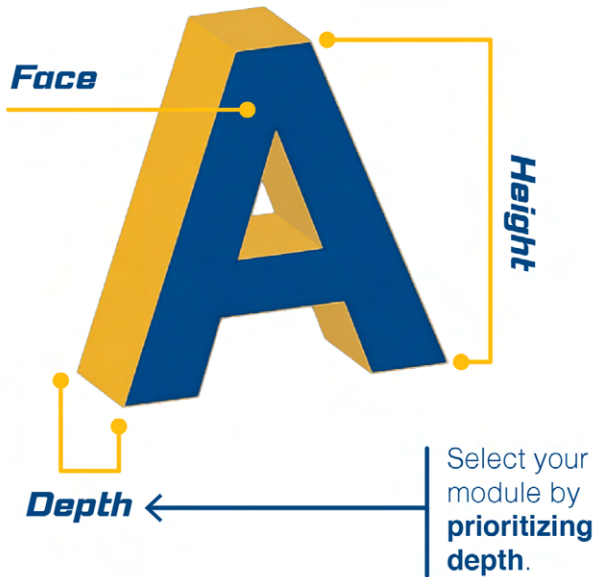 A
Face
Height
Depth
Select your
module by
prioritizing
depth.